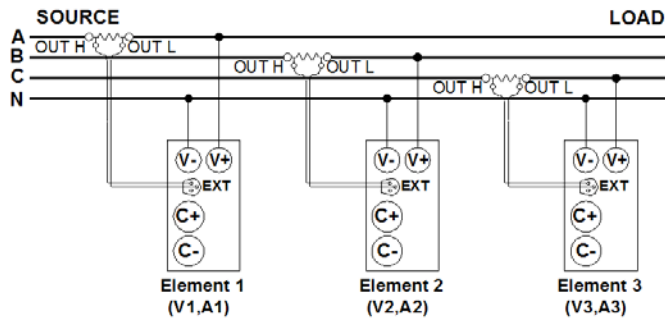 SOURCE LOAD
A
OUT H OUT L
B
OUT H OUT L
C
OUT H OUT L
N
V- V+ V- V+ V- V+
EXT EXT EXT
C+ C+ C+
C- C- C-
Element 1 Element 2 Element 3
(V1,A1) (V2,A2) (V3,A3)